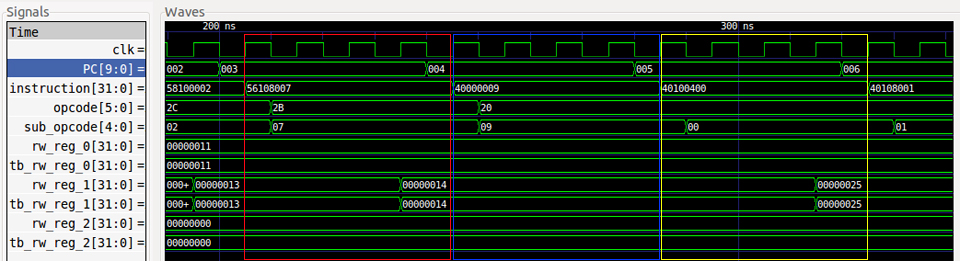 Signals Waves
Time 200 ns 300 ns
clk =
PC[9:0] = 002 003 004 005 006
instruction[31:0] = 58100002 56108007 40000009 40100400 40108001
opcode[5:0] = 2C 2B 20
sub_opcode[4:0] = 02 07 09 00 01
rw_reg_0[31:0] = 00000011
tb_rw_reg_0[31:0] = 00000011
rw_reg_1[31:0] = 000+ 00000013 00000014 00000025
tb_rw_reg_1[31:0] = 000+ 00000013 00000014 00000025
rw_reg_2[31:0] = 00000000
tb_rw_reg_2[31:0] = 00000000